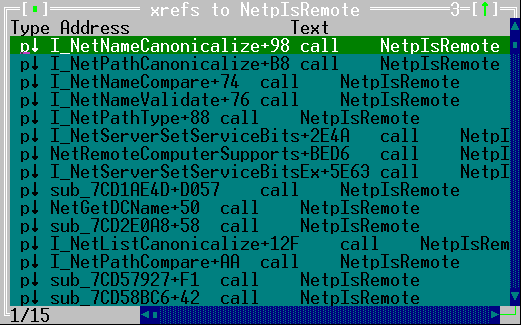 [▪] xrefs to NetpIsRemote 3=[↑]
Type Address Text
p↓ I_NetNameCanonicalize+98 call NetpIsRemote
p↓ I_NetPathCanonicalize+B8 call NetpIsRemote
p↓ I_NetNameCompare+74 call NetpIsRemote
p↓ I_NetNameValidate+76 call NetpIsRemote
p↓ I_NetPathType+88 call NetpIsRemote
p↓ I_NetServerSetServiceBits+2E4A call NetpI
p↓ NetRemoteComputerSupports+BED6 call NetpI
p↓ I_NetServerSetServiceBitsEx+5E63 call NetpI
p↓ sub_7CD1AE4D+D057 call NetpIsRemote
p↓ NetGetDCName+50 call NetpIsRemote
p↓ sub_7CD2E0A8+58 call NetpIsRemote
p↓ I_NetListCanonicalize+12F call NetpIsRem
p↓ I_NetPathCompare+AA call NetpIsRemote
p↓ sub_7CD57927+F1 call NetpIsRemote
p↓ sub_7CD58BC6+42 call NetpIsRemote
1/15